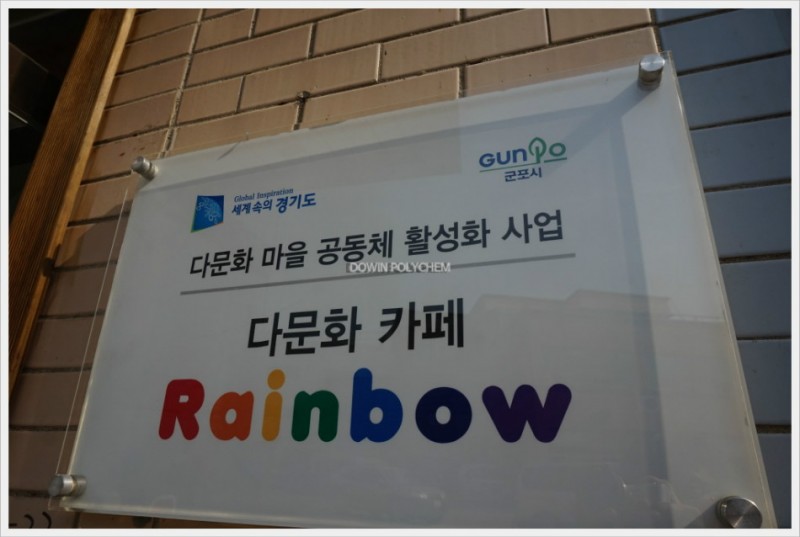 Global Inspiration
세계속의 경기도
GUNPO
군포시
다문화 마을 공동체 활성화 사업
DOWIN POLYCHEM
다문화 카페
Rainbow